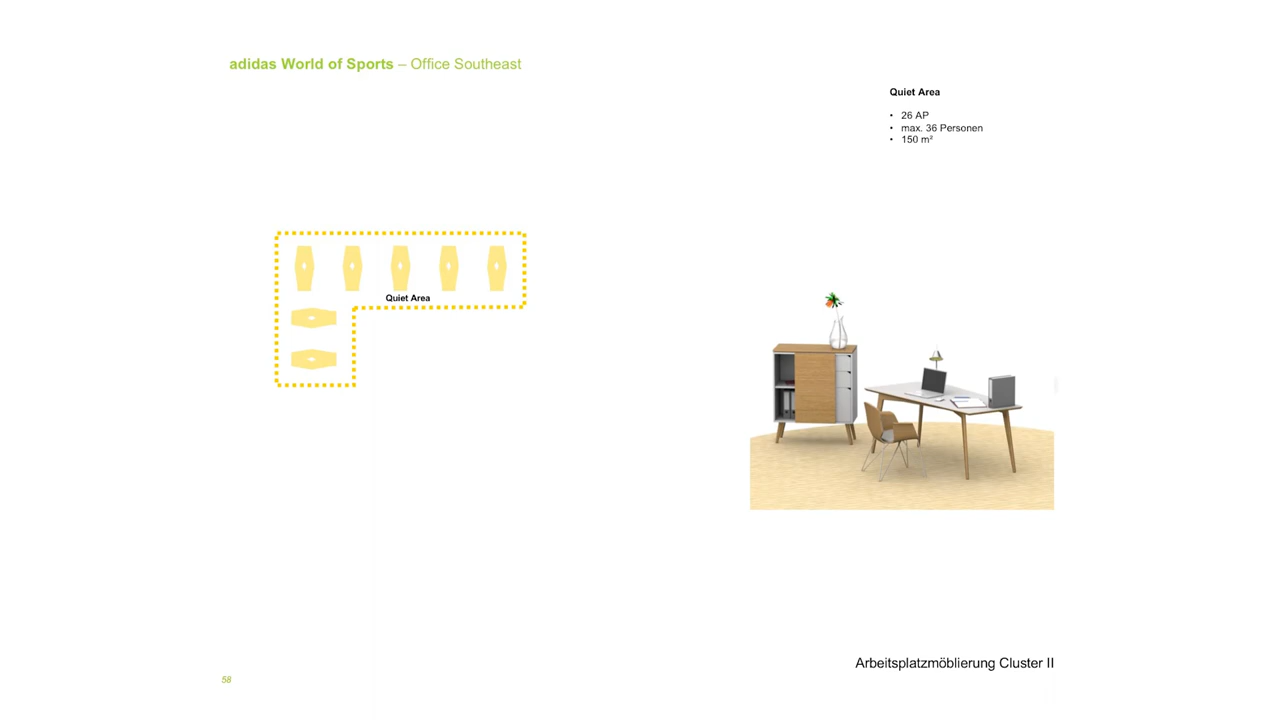 adidas World of Sports – Office Southeast
Quiet Area
• 26 AP
• max. 36 Personen
• 150 m²
Quiet Area
Arbeitsplatzmöblierung Cluster II
58